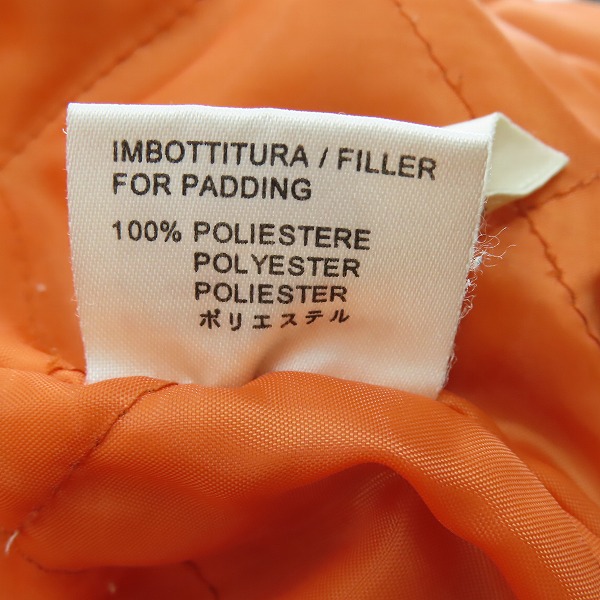 IMBOTTITURA / FILLER
FOR PADDING
100% POLIESTERE
POLYESTER
POLIESTER
ポリエステル